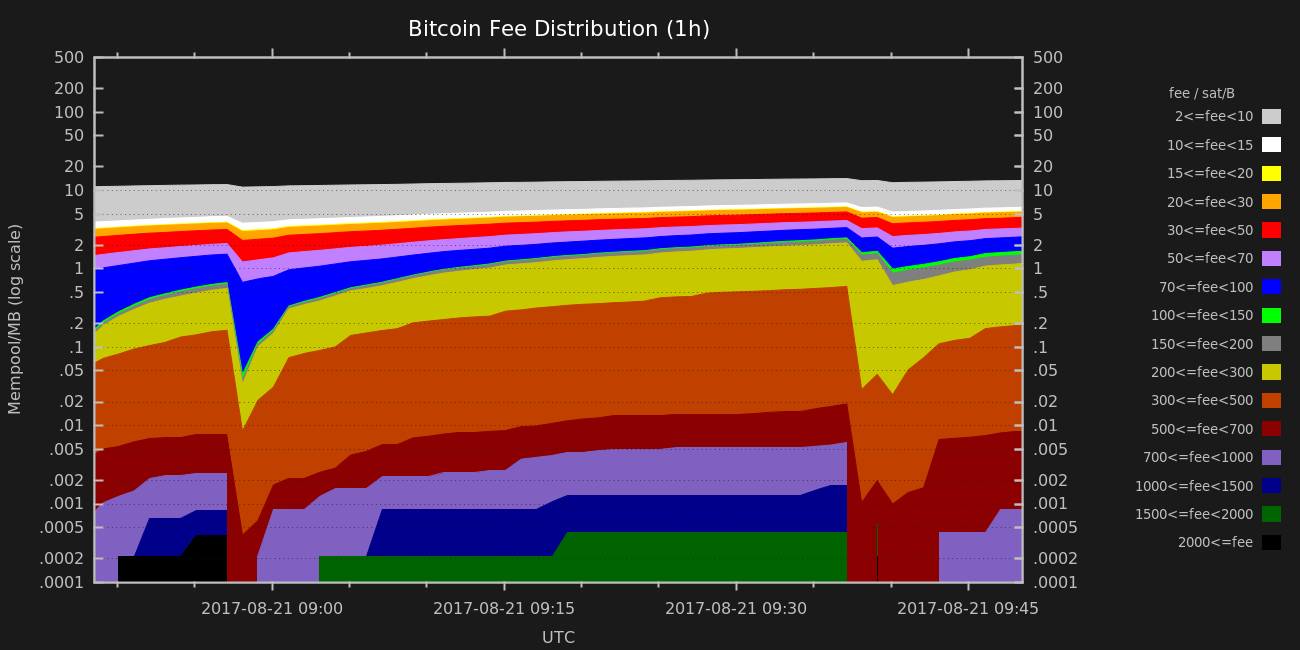 Bitcoin Fee Distribution (1h)
500
200
100
50
20
10
5
2
1
.5
.2
.1
.05
.02
.01
.005
.002
.001
.0005
.0002
.0001
Mempool/MB (log scale)
500
200
100
50
20
10
5
2
1
.5
.2
.1
.05
.02
.01
.005
.002
.001
.0005
.0002
.0001
2017-08-21 09:00
2017-08-21 09:15
2017-08-21 09:30
2017-08-21 09:45
UTC
fee / sat/B
2<=fee<10
10<=fee<15
15<=fee<20
20<=fee<30
30<=fee<50
50<=fee<70
70<=fee<100
100<=fee<150
150<=fee<200
200<=fee<300
300<=fee<500
500<=fee<700
700<=fee<1000
1000<=fee<1500
1500<=fee<2000
2000<=fee